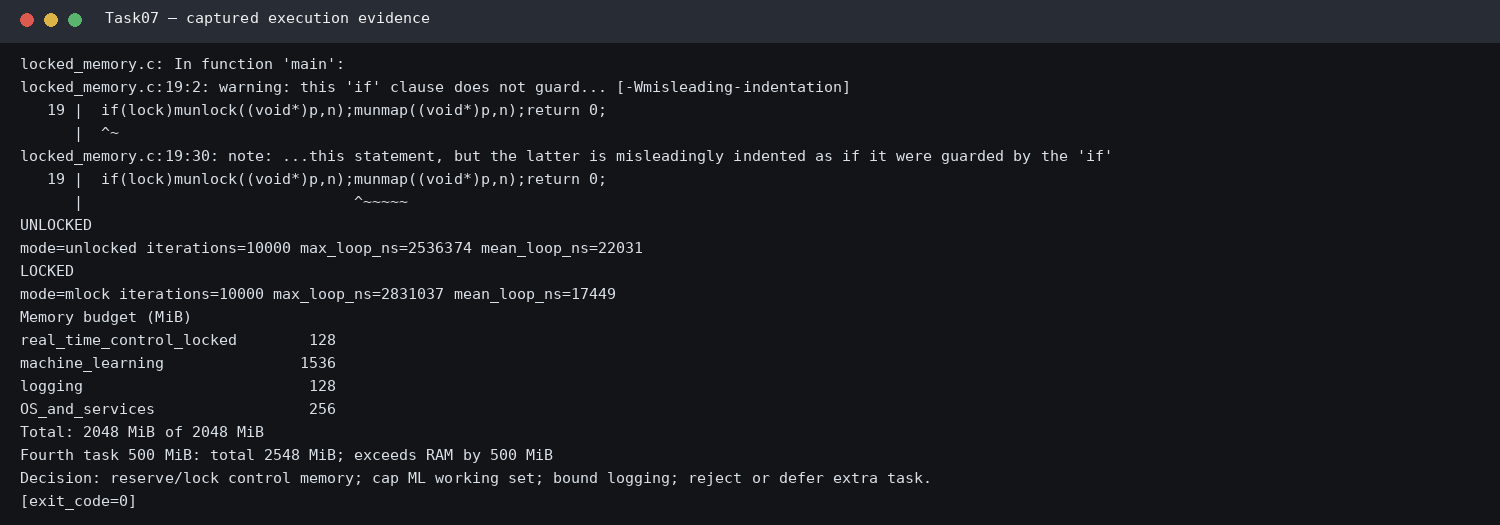 Task07 — captured execution evidence
locked_memory.c: In function 'main':
locked_memory.c:19:2: warning: this 'if' clause does not guard... [-Wmisleading-indentation]
   19 |  if(lock)munlock((void*)p,n);munmap((void*)p,n);return 0;
      |  ^~
locked_memory.c:19:30: note: ...this statement, but the latter is misleadingly indented as if it were guarded by the 'if'
   19 |  if(lock)munlock((void*)p,n);munmap((void*)p,n);return 0;
      |                              ^~~~~~
UNLOCKED
mode=unlocked iterations=10000 max_loop_ns=2536374 mean_loop_ns=22031
LOCKED
mode=mlock iterations=10000 max_loop_ns=2831037 mean_loop_ns=17449
Memory budget (MiB)
real_time_control_locked        128
machine_learning               1536
logging                         128
OS_and_services                 256
Total: 2048 MiB of 2048 MiB
Fourth task 500 MiB: total 2548 MiB; exceeds RAM by 500 MiB
Decision: reserve/lock control memory; cap ML working set; bound logging; reject or defer extra task.
[exit_code=0]